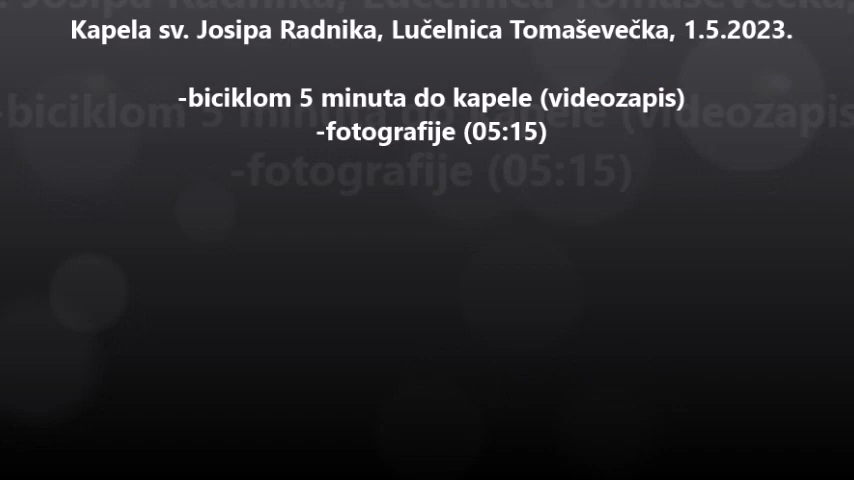 Kapela sv. Josipa Radnika, Lučelnica Tomaševečka, 1.5.2023.
-biciklom 5 minuta do kapele (videozapis)
-fotografije (05:15)